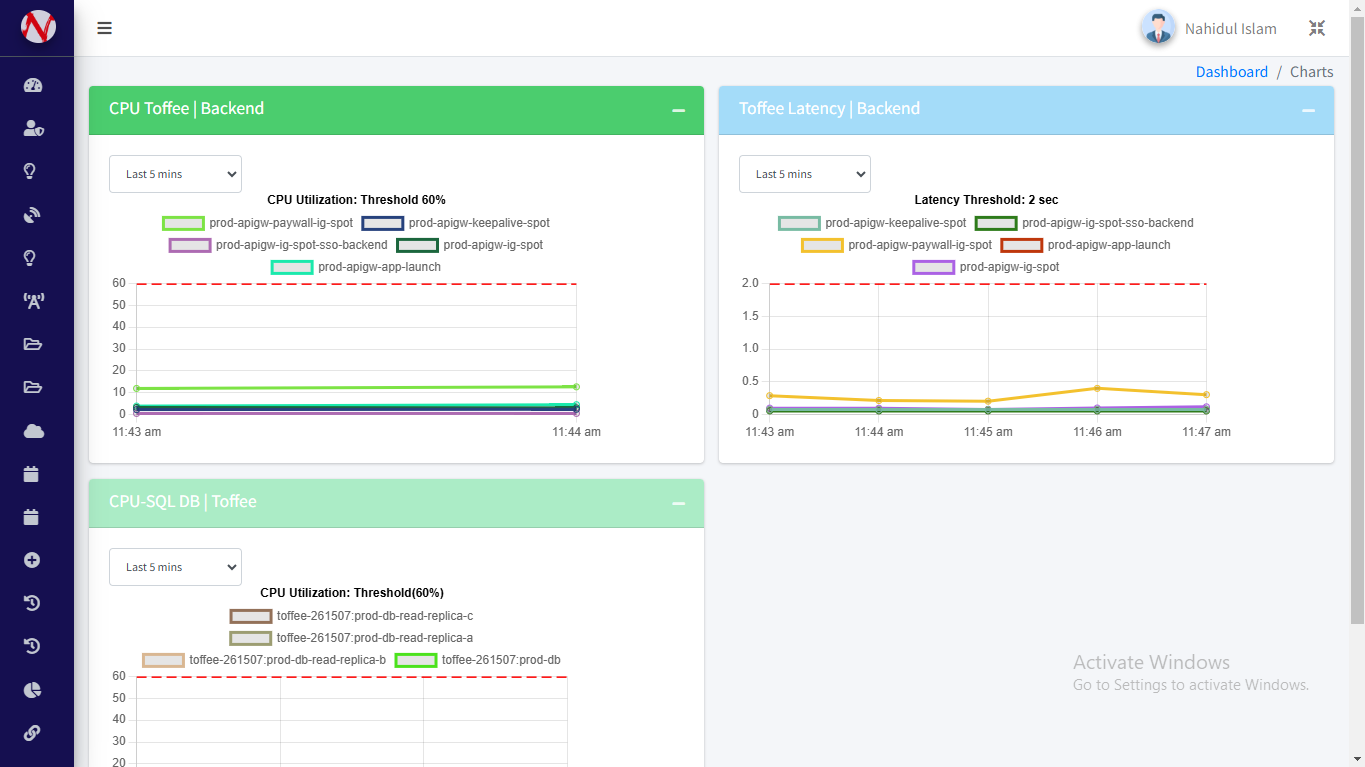 N
Nahidul Islam
Dashboard / Charts
CPU Toffee | Backend
Last 5 mins
CPU Utilization: Threshold 60%
prod-apigw-paywall-ig-spot prod-apigw-keepalive-spot
prod-apigw-ig-spot-sso-backend prod-apigw-ig-spot
prod-apigw-app-launch
60
50
40
30
20
10
0
11:43 am 11:44 am
Toffee Latency | Backend
Last 5 mins
Latency Threshold: 2 sec
prod-apigw-keepalive-spot prod-apigw-ig-spot-sso-backend
prod-apigw-paywall-ig-spot prod-apigw-app-launch
prod-apigw-ig-spot
2.0
1.5
1.0
0.5
0
11:43 am 11:44 am 11:45 am 11:46 am 11:47 am
CPU-SQL DB | Toffee
Last 5 mins
CPU Utilization: Threshold(60%)
toffee-261507:prod-db-read-replica-c
toffee-261507:prod-db-read-replica-a
toffee-261507:prod-db-read-replica-b toffee-261507:prod-db
60
50
40
30
20
Activate Windows
Go to Settings to activate Windows.